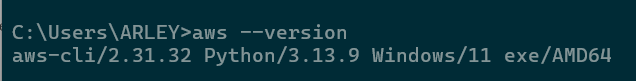 C:\Users\ARLEY>aws --version
aws-cli/2.31.32 Python/3.13.9 Windows/11 exe/AMD64